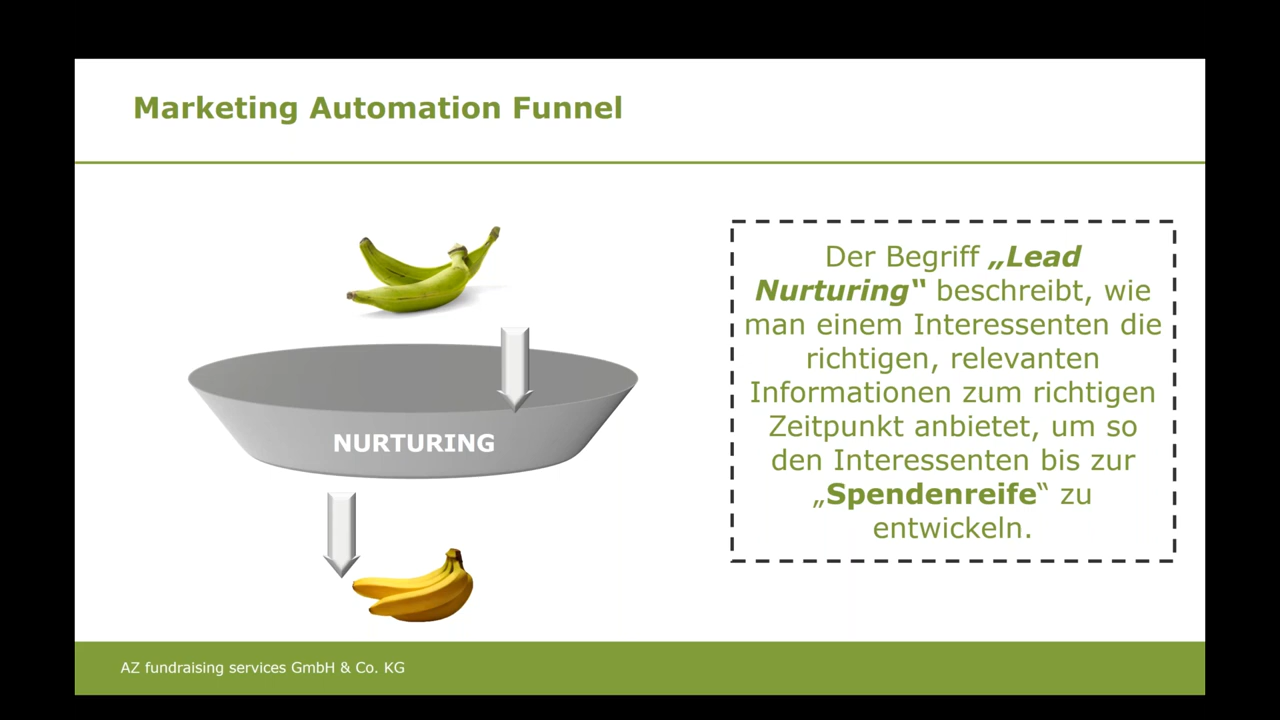 Marketing Automation Funnel
NURTURING
Der Begriff „Lead
Nurturing“ beschreibt, wie
man einem Interessenten die
richtigen, relevanten
Informationen zum richtigen
Zeitpunkt anbietet, um so
den Interessenten bis zur
„Spendenreife“ zu
entwickeln.
AZ fundraising services GmbH & Co. KG